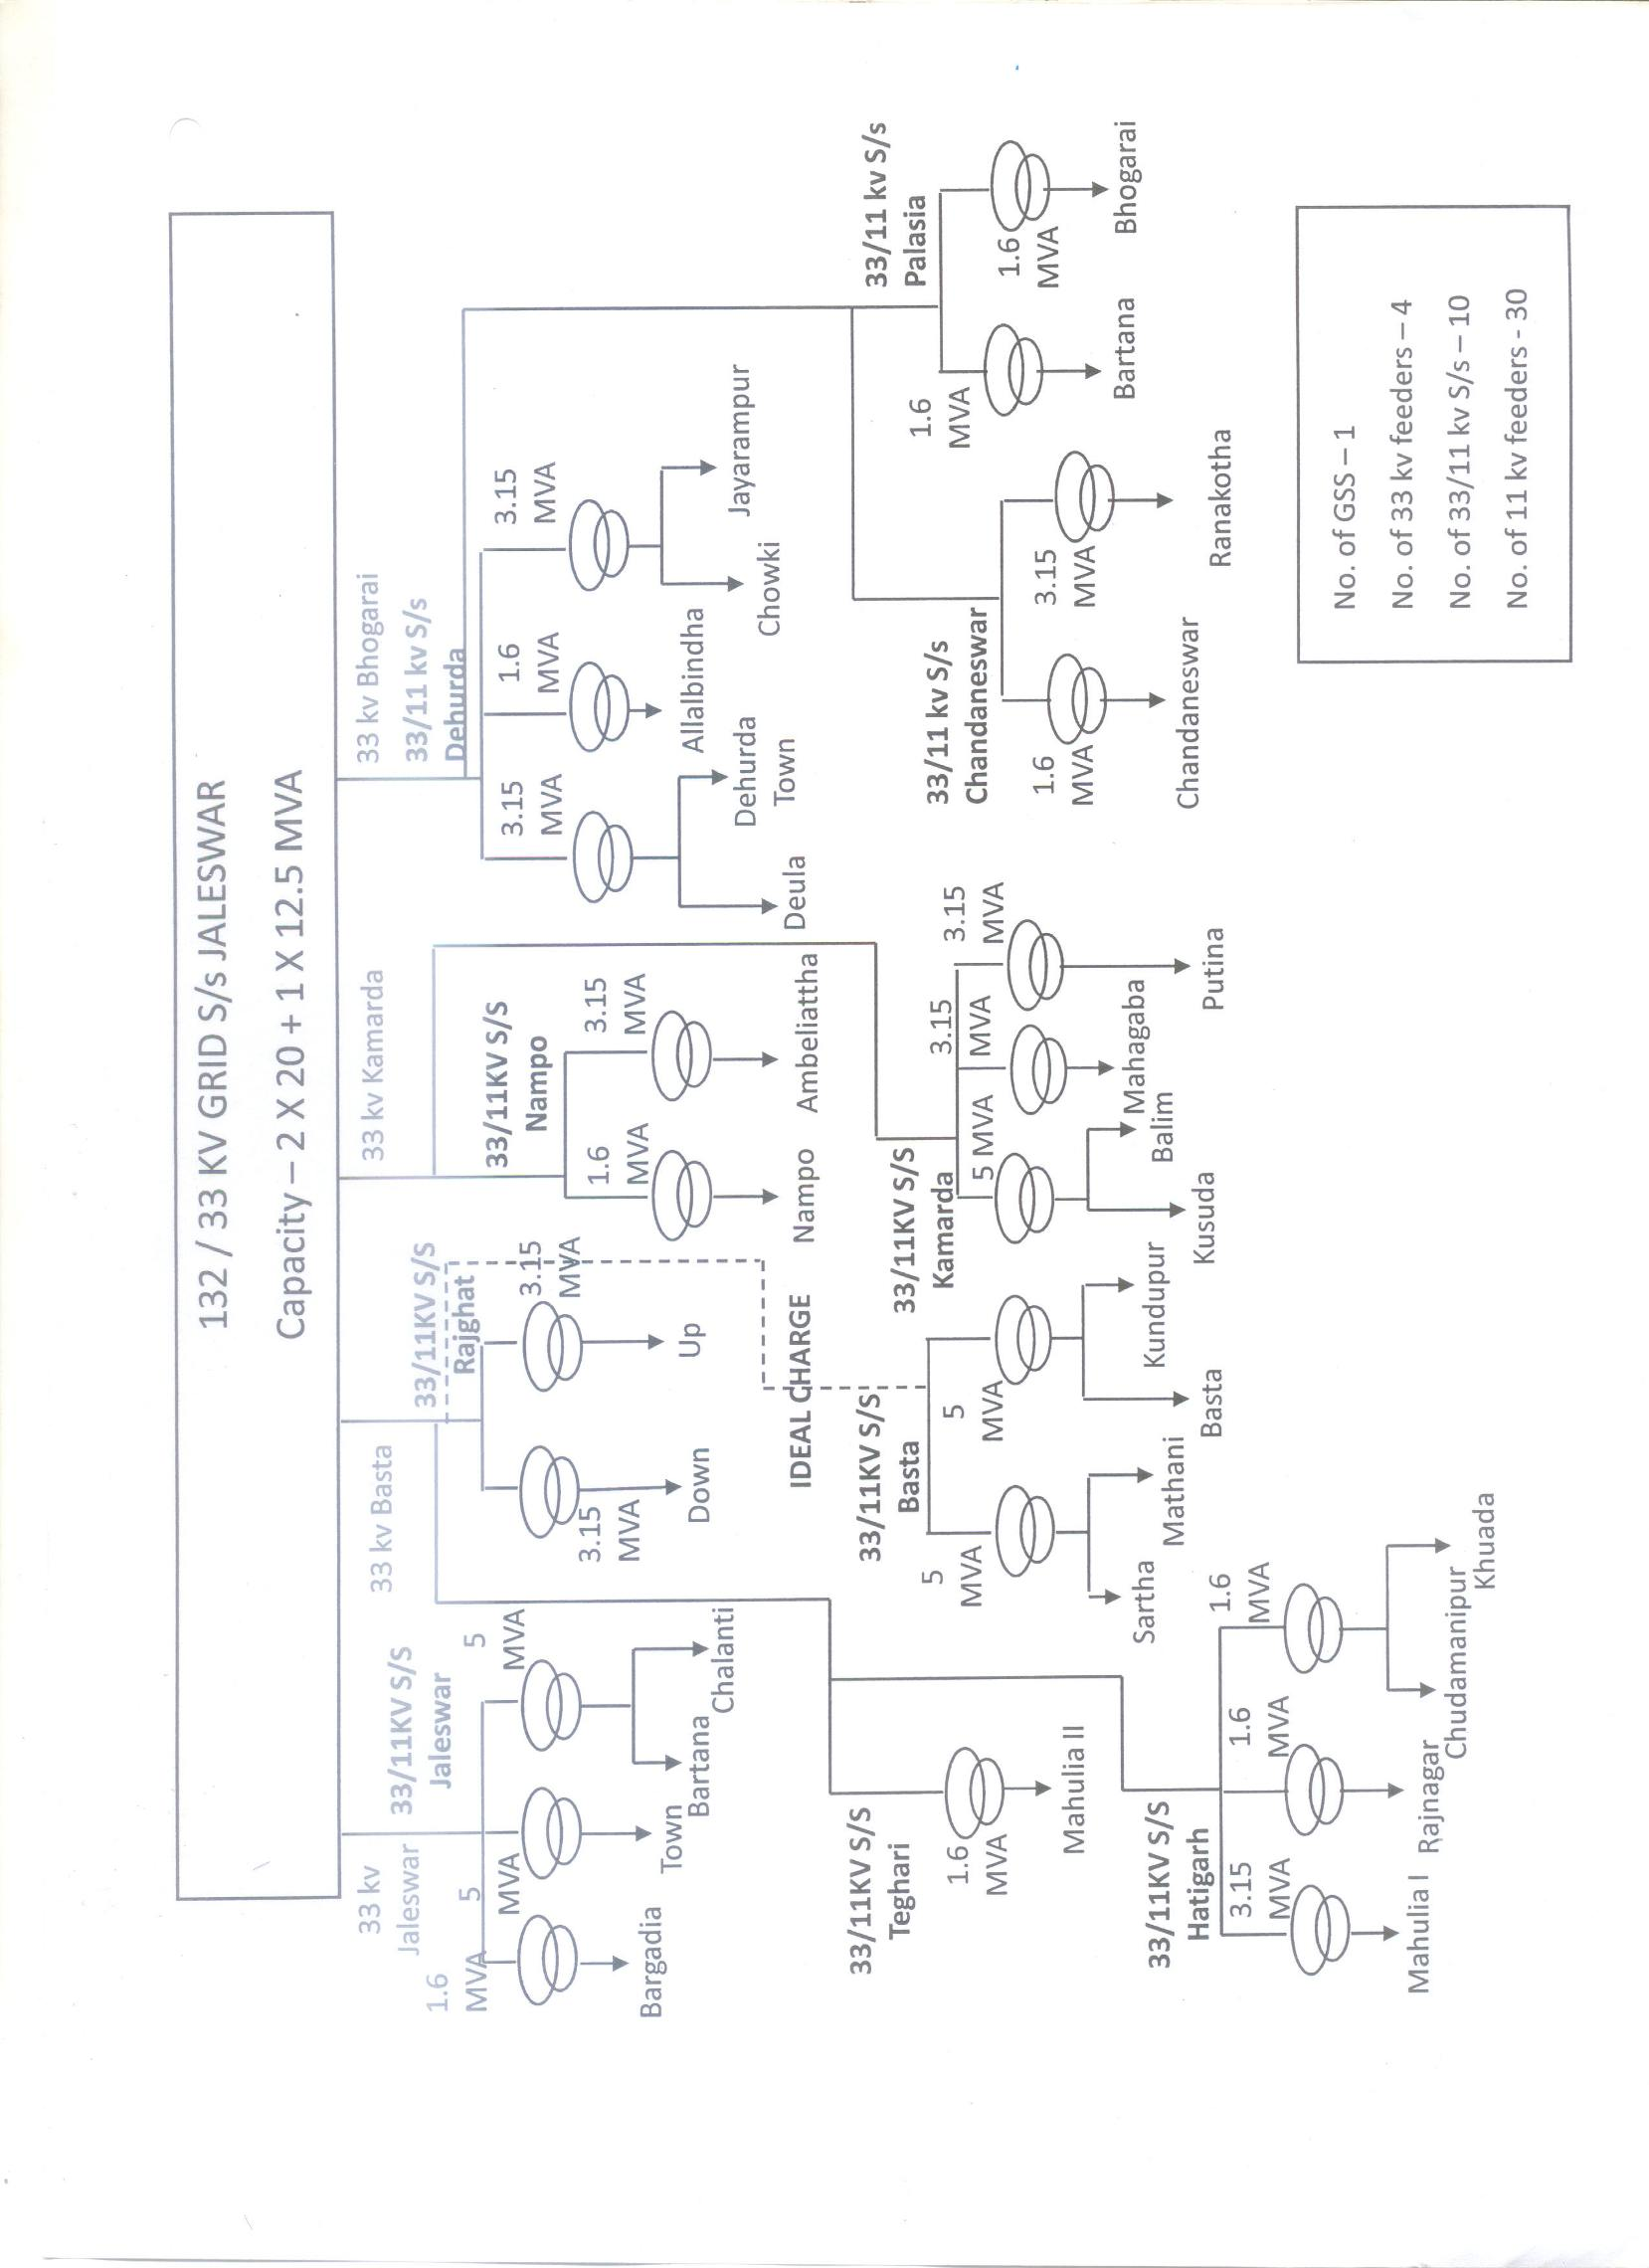 132 / 33 KV GRID S/s JALESWAR
Capacity – 2 X 20 + 1 X 12.5 MVA
33 kv
Jaleswar
33/11KV S/S
Jaleswar
1.6
MVA
5
MVA
5
MVA
Bargadia
Town
Bartana
Chalanti
33 kv Basta
33/11KV S/S
Rajghat
3.15
MVA
3.15
MVA
Down
Up
33/11KV S/S
Teghari
1.6
MVA
Mahulia II
33/11KV S/S
Hatigarh
3.15
MVA
1.6
MVA
1.6
MVA
Mahulia I
Rajnagar
Chudamanipur
Khuada
IDEAL CHARGE
33/11KV S/S
Basta
5
MVA
5
MVA
Sartha
Mathani
Basta
Kundupur
33 kv Kamarda
33/11KV S/S
Nampo
1.6
MVA
3.15
MVA
Nampo
Ambeliattha
33/11KV S/S
Kamarda
5 MVA
3.15
MVA
3.15
MVA
Kusuda
Balim
Mahagaba
Putina
33 kv Bhogarai
33/11 kv S/s
Dehurda
3.15
MVA
1.6
MVA
3.15
MVA
Deula
Dehurda
Town
Allalbindha
Chowki
Jayarampur
33/11 kv S/s
Chandaneswar
1.6
MVA
3.15
MVA
Chandaneswar
Ranakotha
33/11 kv S/s
Palasia
1.6
MVA
1.6
MVA
Bartana
Bhogarai
No. of GSS – 1
No. of 33 kv feeders – 4
No. of 33/11 kv S/s – 10
No. of 11 kv feeders - 30